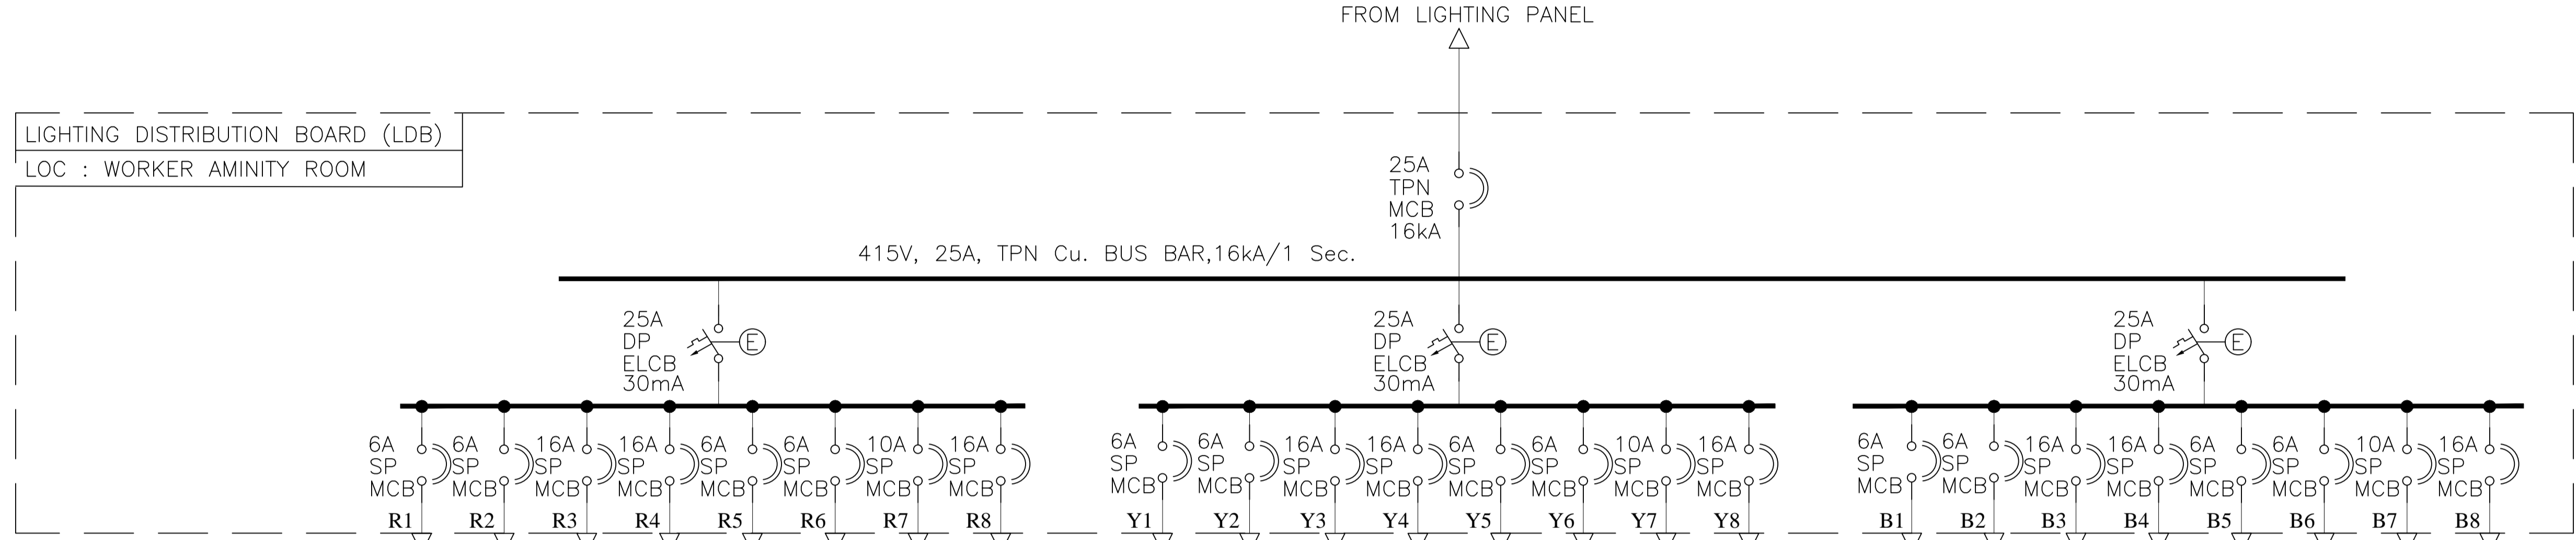 FROM LIGHTING PANEL
LIGHTING DISTRIBUTION BOARD (LDB)
LOC : WORKER AMINITY ROOM
25A
TPN
MCB
16kA
415V, 25A, TPN Cu. BUS BAR,16kA/1 Sec.
25A
DP
ELCB
30mA
E
25A
DP
ELCB
30mA
E
25A
DP
ELCB
30mA
E
6A
SP
MCB
R1
6A
SP
MCB
R2
16A
SP
MCB
R3
16A
SP
MCB
R4
6A
SP
MCB
R5
6A
SP
MCB
R6
10A
SP
MCB
R7
16A
SP
MCB
R8
6A
SP
MCB
Y1
6A
SP
MCB
Y2
16A
SP
MCB
Y3
16A
SP
MCB
Y4
6A
SP
MCB
Y5
6A
SP
MCB
Y6
10A
SP
MCB
Y7
16A
SP
MCB
Y8
6A
SP
MCB
B1
6A
SP
MCB
B2
16A
SP
MCB
B3
16A
SP
MCB
B4
6A
SP
MCB
B5
6A
SP
MCB
B6
10A
SP
MCB
B7
16A
SP
MCB
B8